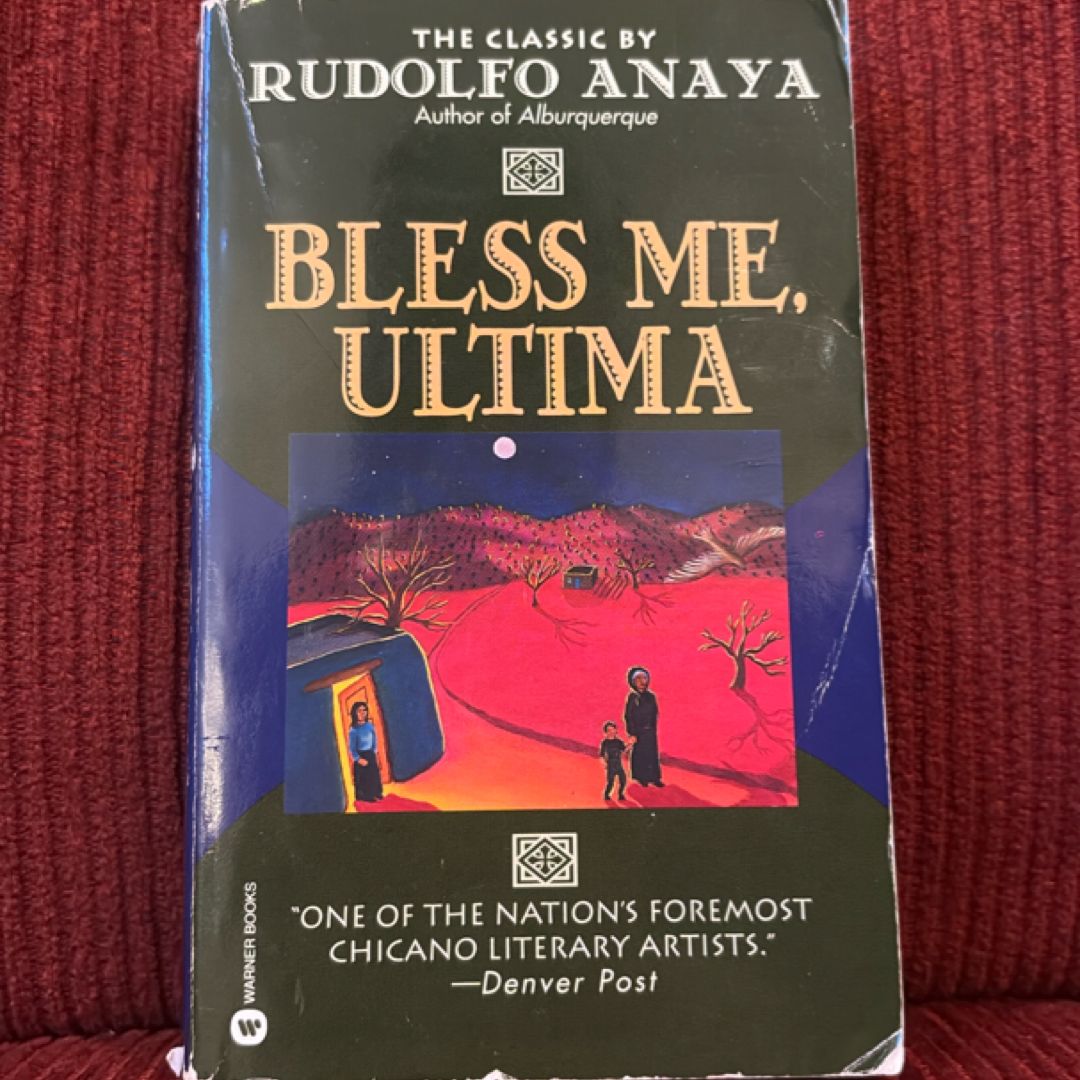 THE CLASSIC BY
RUDOLFO ANAYA
Author of Alburquerque
BLESS ME,
ULTIMA
"ONE OF THE NATION'S FOREMOST
CHICANO LITERARY ARTISTS."
—Denver Post
WARNER BOOKS